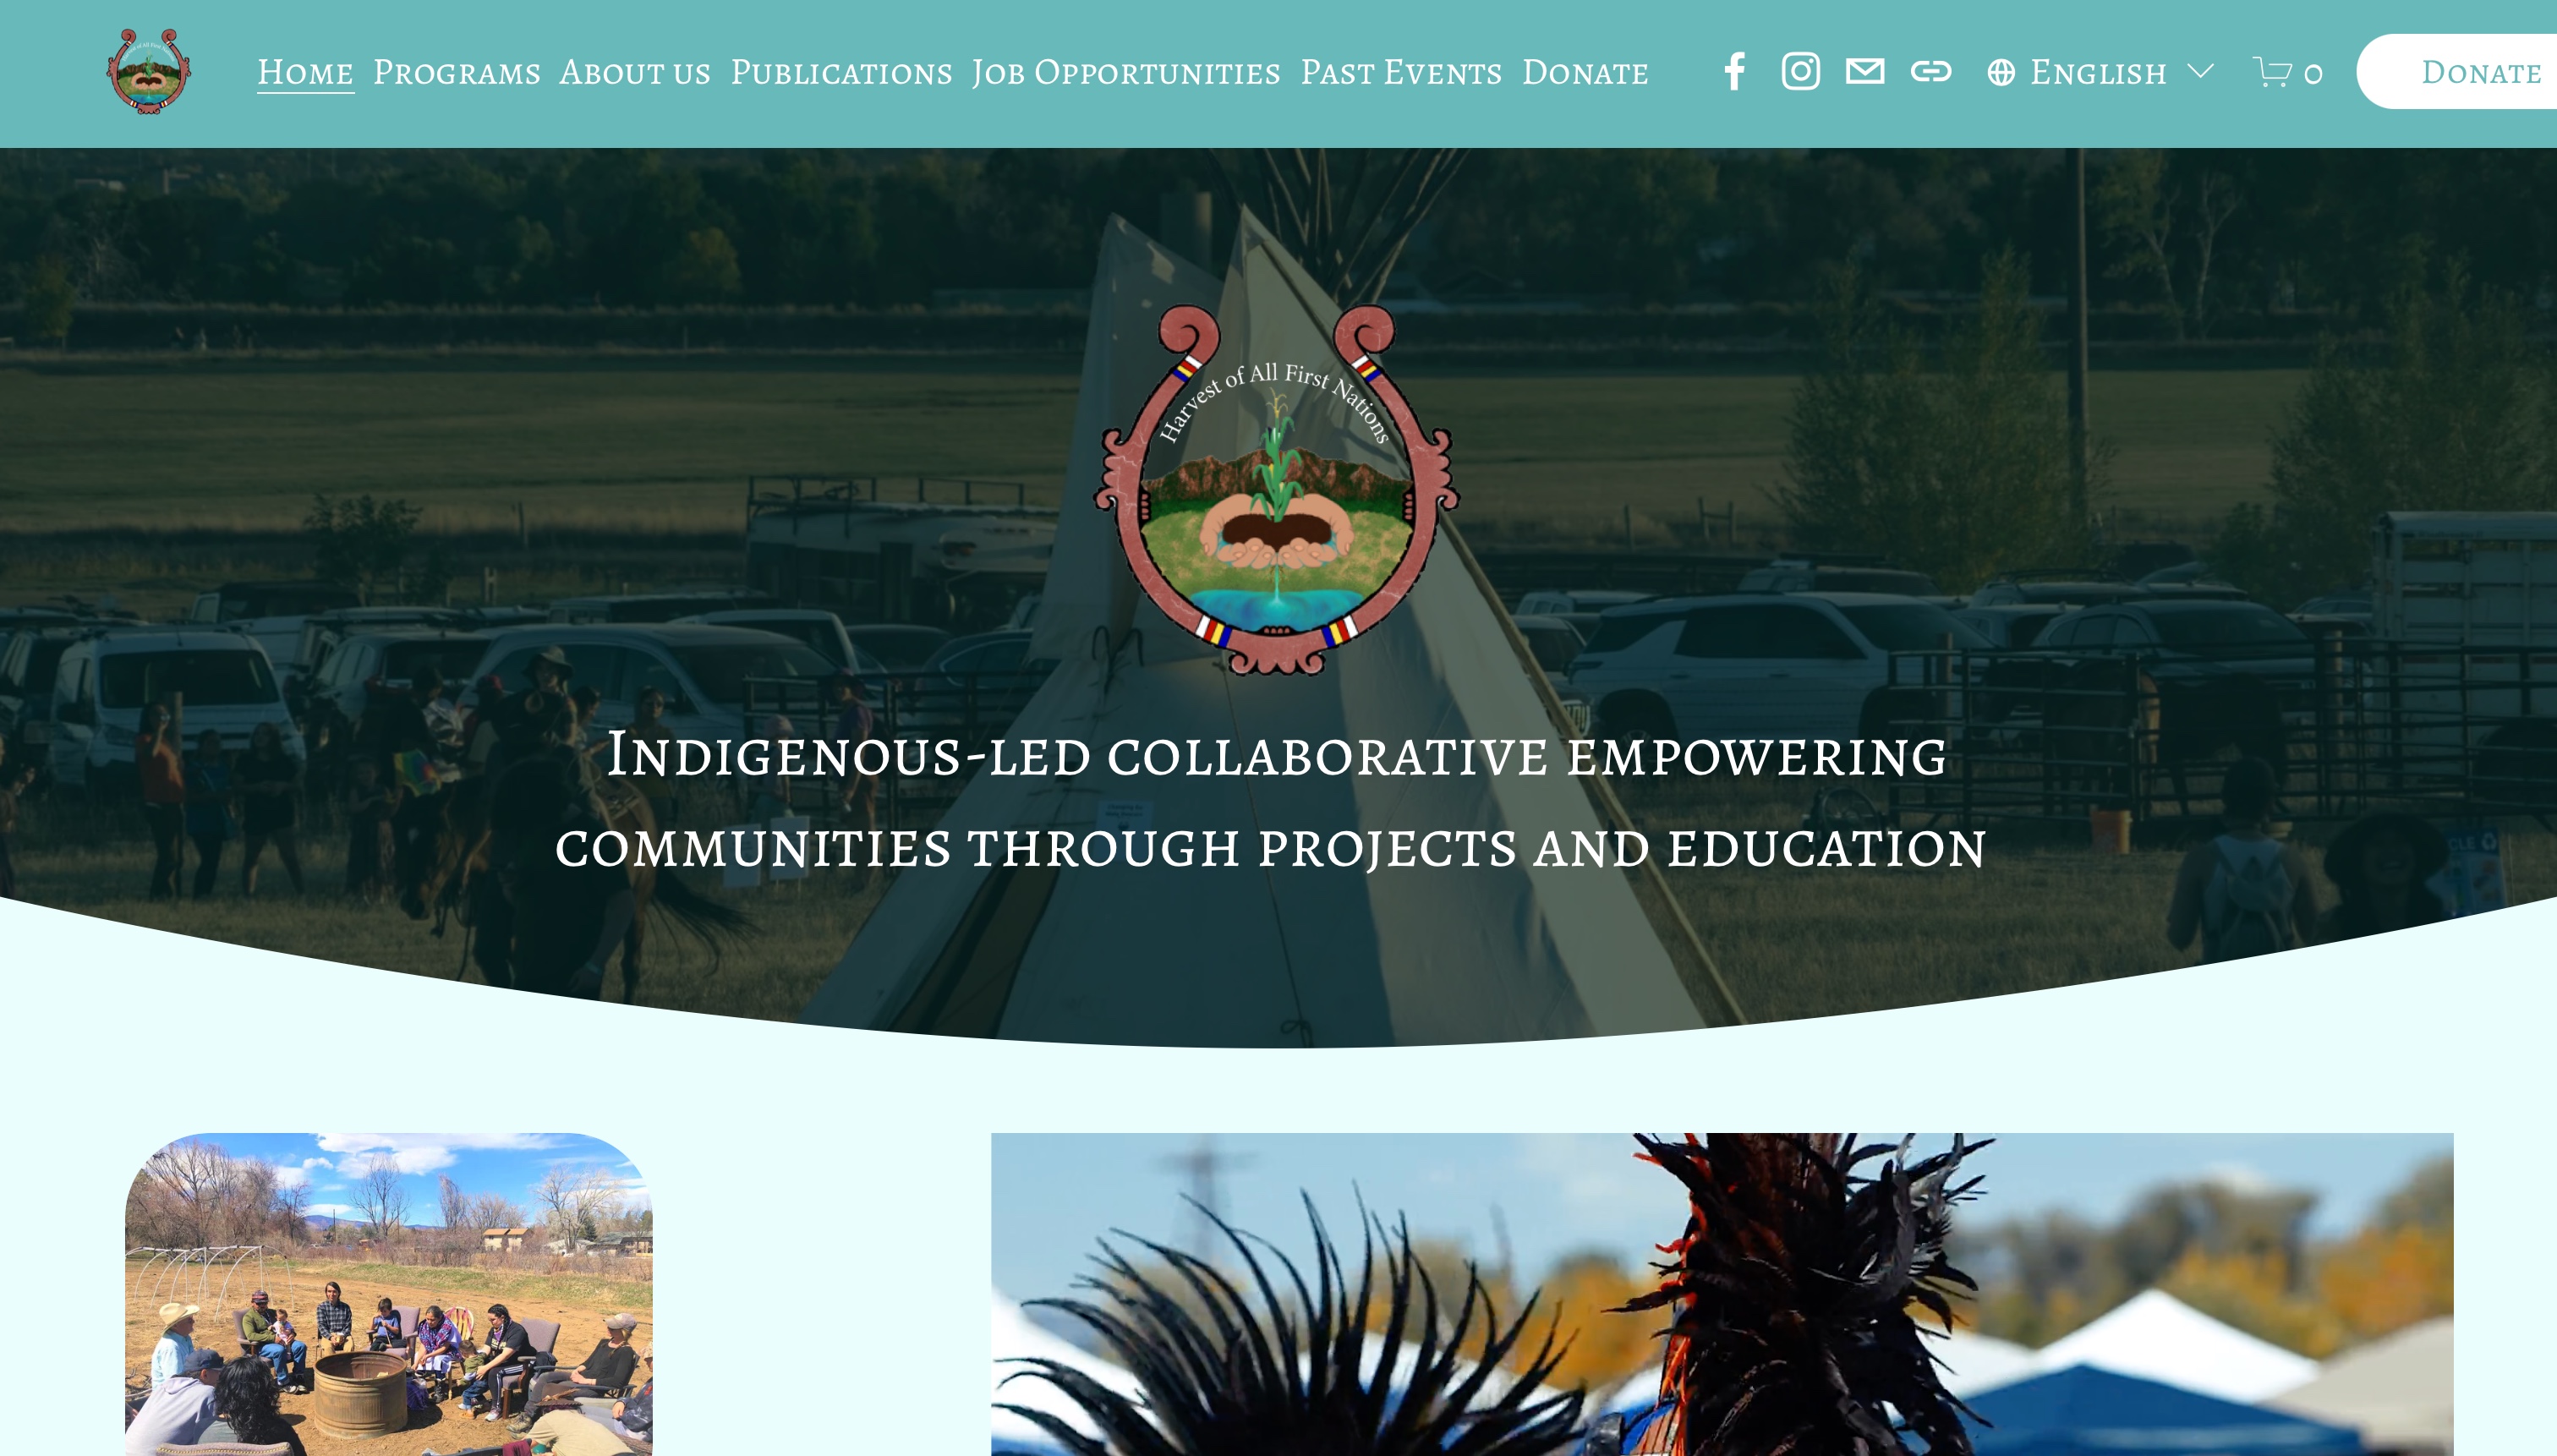 Home Programs About us Publications Job Opportunities Past Events Donate English 0 Donate
Harvest of All First Nations
Indigenous-led collaborative empowering
communities through projects and education